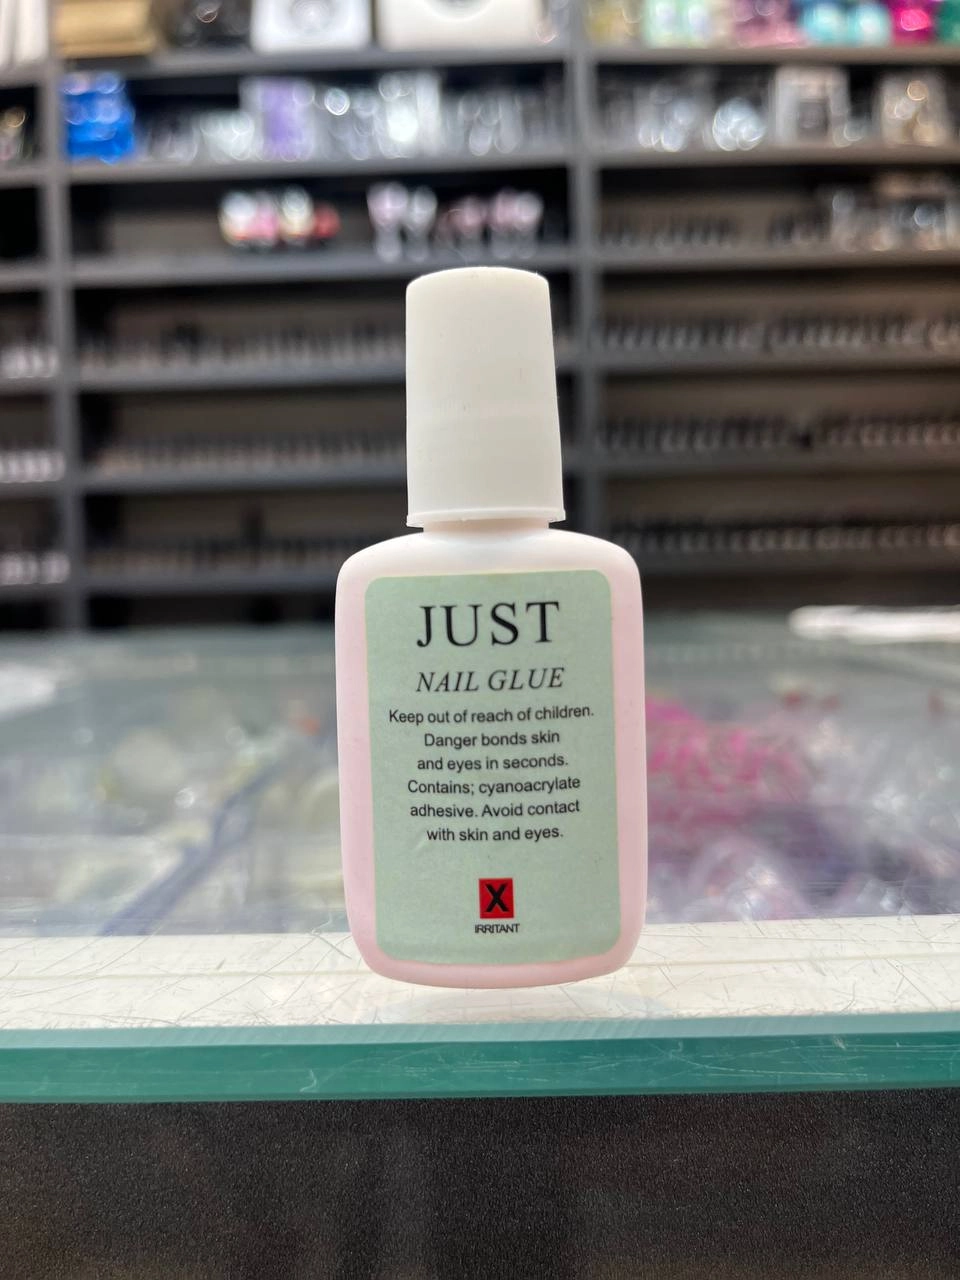 JUST
NAIL GLUE
Keep out of reach of children.
Danger bonds skin
and eyes in seconds.
Contains; cyanoacrylate
adhesive. Avoid contact
with skin and eyes.
X
IRRITANT